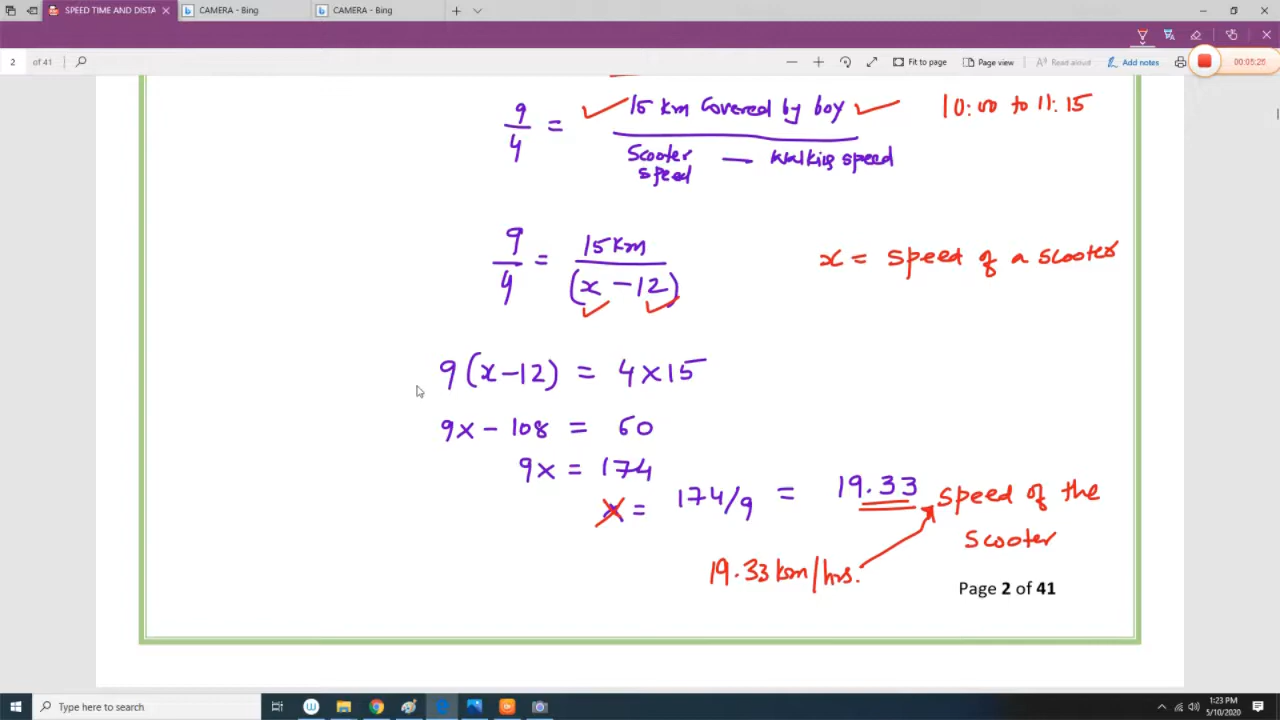 SPEED TIME AND DISTA
CAMERA - Bing
CAMERA - Bing
2 of 41
Fit to page
Page view
Read aloud
Add notes
00:05:26
9/4 = 15 km covered by boy / Scooter speed — Walking speed
10:00 to 11:15
9/4 = 15km / (x - 12)
x = speed of a scooter
9(x-12) = 4×15
9x - 108 = 60
9x = 174
x = 174/9 = 19.33 speed of the
scooter
19.33 km/hrs.
Page 2 of 41
Type here to search
1:23 PM
5/10/2020